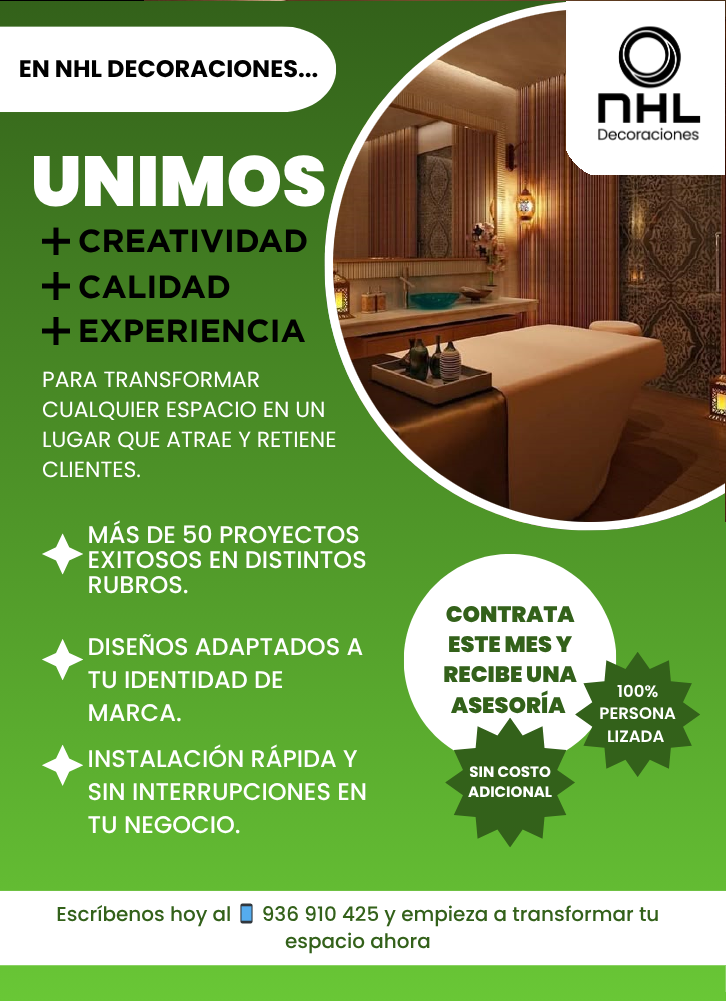 EN NHL DECORACIONES...
NHL
Decoraciones
UNIMOS
+ CREATIVIDAD
+ CALIDAD
+ EXPERIENCIA
PARA TRANSFORMAR
CUALQUIER ESPACIO EN UN
LUGAR QUE ATRAE Y RETIENE
CLIENTES.
MÁS DE 50 PROYECTOS
EXITOSOS EN DISTINTOS
RUBROS.
DISEÑOS ADAPTADOS A
TU IDENTIDAD DE
MARCA.
INSTALACIÓN RÁPIDA Y
SIN INTERRUPCIONES EN
TU NEGOCIO.
CONTRATA
ESTE MES Y
RECIBE UNA
ASESORÍA
100%
PERSONA
LIZADA
SIN COSTO
ADICIONAL
Escríbenos hoy al 📱 936 910 425 y empieza a transformar tu
espacio ahora